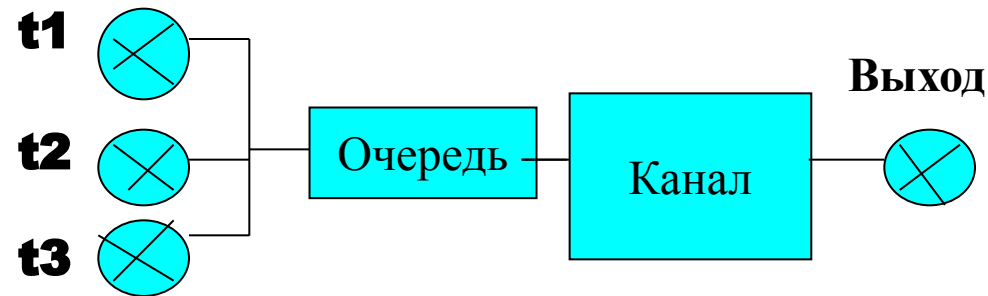 t1
Выход
t2
Очередь
Канал
t3